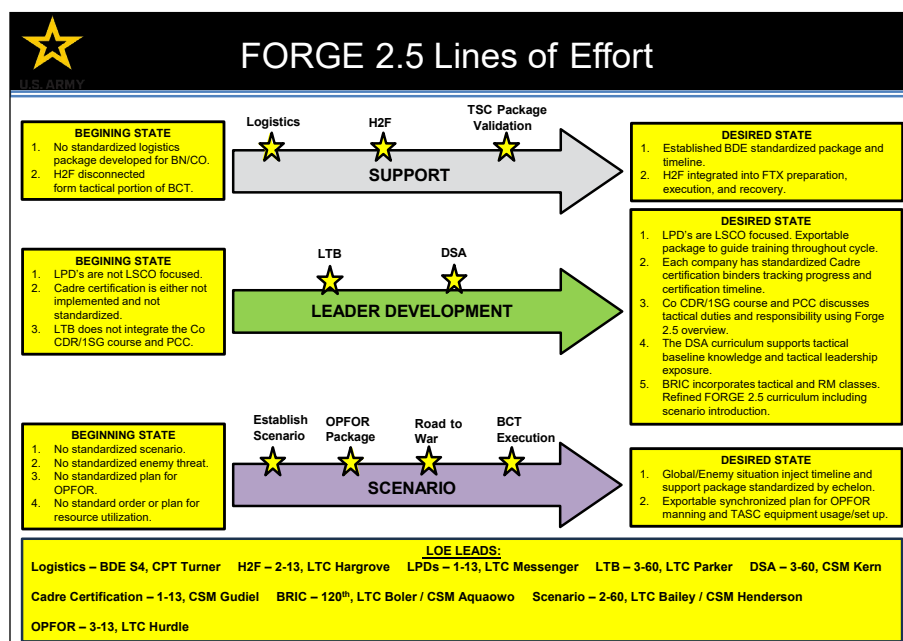 FORGE 2.5 Lines of Effort
U.S. ARMY
BEGINING STATE
1. No standardized logistics
package developed for BN/CO.
2. H2F disconnected
form tactical portion of BCT.
Logistics
H2F
TSC Package
Validation
SUPPORT
DESIRED STATE
1. Established BDE standardized package and
timeline.
2. H2F integrated into FTX preparation,
execution, and recovery.
BEGINING STATE
1. LPD's are not LSCO focused.
2. Cadre certification is either not
implemented and not
standardized.
3. LTB does not integrate the Co
CDR/1SG course and PCC.
LTB
DSA
LEADER DEVELOPMENT
DESIRED STATE
1. LPD's are LSCO focused. Exportable
package to guide training throughout cycle.
2. Each company has standardized Cadre
certification binders tracking progress and
certification timeline.
3. Co CDR/1SG course and PCC discusses
tactical duties and responsibility using Forge
2.5 overview.
4. The DSA curriculum supports tactical
baseline knowledge and tactical leadership
exposure.
5. BRIC incorporates tactical and RM classes.
Refined FORGE 2.5 curriculum including
scenario introduction.
BEGINNING STATE
1. No standardized scenario.
2. No standardized enemy threat.
3. No standardized plan for
OPFOR.
4. No standard order or plan for
resource utilization.
Establish
Scenario
OPFOR
Package
Road to
War
BCT
Execution
SCENARIO
DESIRED STATE
1. Global/Enemy situation inject timeline and
support package standardized by echelon.
2. Exportable synchronized plan for OPFOR
manning and TASC equipment usage/set up.
LOE LEADS:
Logistics – BDE S4, CPT Turner H2F – 2-13, LTC Hargrove LPDs – 1-13, LTC Messenger LTB – 3-60, LTC Parker DSA – 3-60, CSM Kern
Cadre Certification – 1-13, CSM Gudiel BRIC – 120th, LTC Boler / CSM Aquaowo Scenario – 2-60, LTC Bailey / CSM Henderson
OPFOR – 3-13, LTC Hurdle